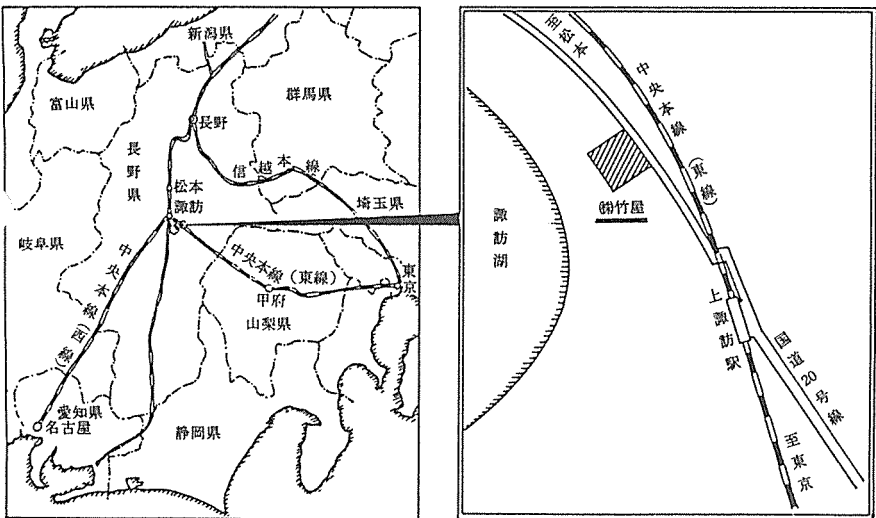 新潟県
富山県
群馬県
長野
長野県
信越本線
松本
諏訪
埼玉県
岐阜県
中央本線(西線)
中央本線(東線)
東京
甲府
山梨県
愛知県
名古屋
静岡県
至松本
中央本線(東線)
㈱竹屋
諏訪湖
上諏訪駅
国道20号線
至東京